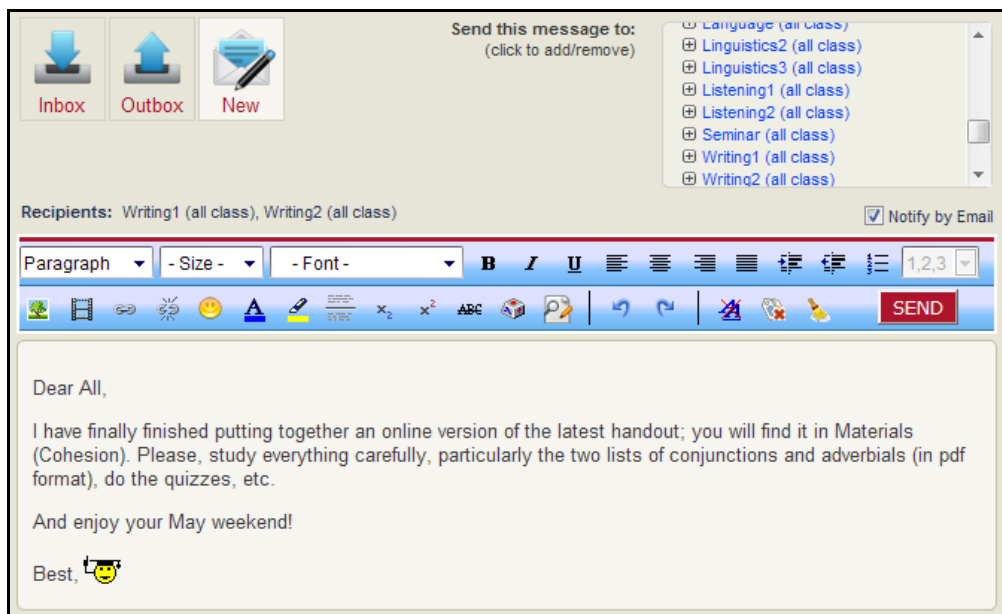 Inbox
Outbox
New
Send this message to:
(click to add/remove)
Language (all class)
Linguistics2 (all class)
Linguistics3 (all class)
Listening1 (all class)
Listening2 (all class)
Seminar (all class)
Writing1 (all class)
Writing2 (all class)
Recipients: Writing1 (all class), Writing2 (all class)
Notify by Email
Paragraph - Size - - Font - B I U 1,2,3
A x₂ x² ABC SEND
Dear All,
I have finally finished putting together an online version of the latest handout; you will find it in Materials
(Cohesion). Please, study everything carefully, particularly the two lists of conjunctions and adverbials (in pdf
format), do the quizzes, etc.
And enjoy your May weekend!
Best,